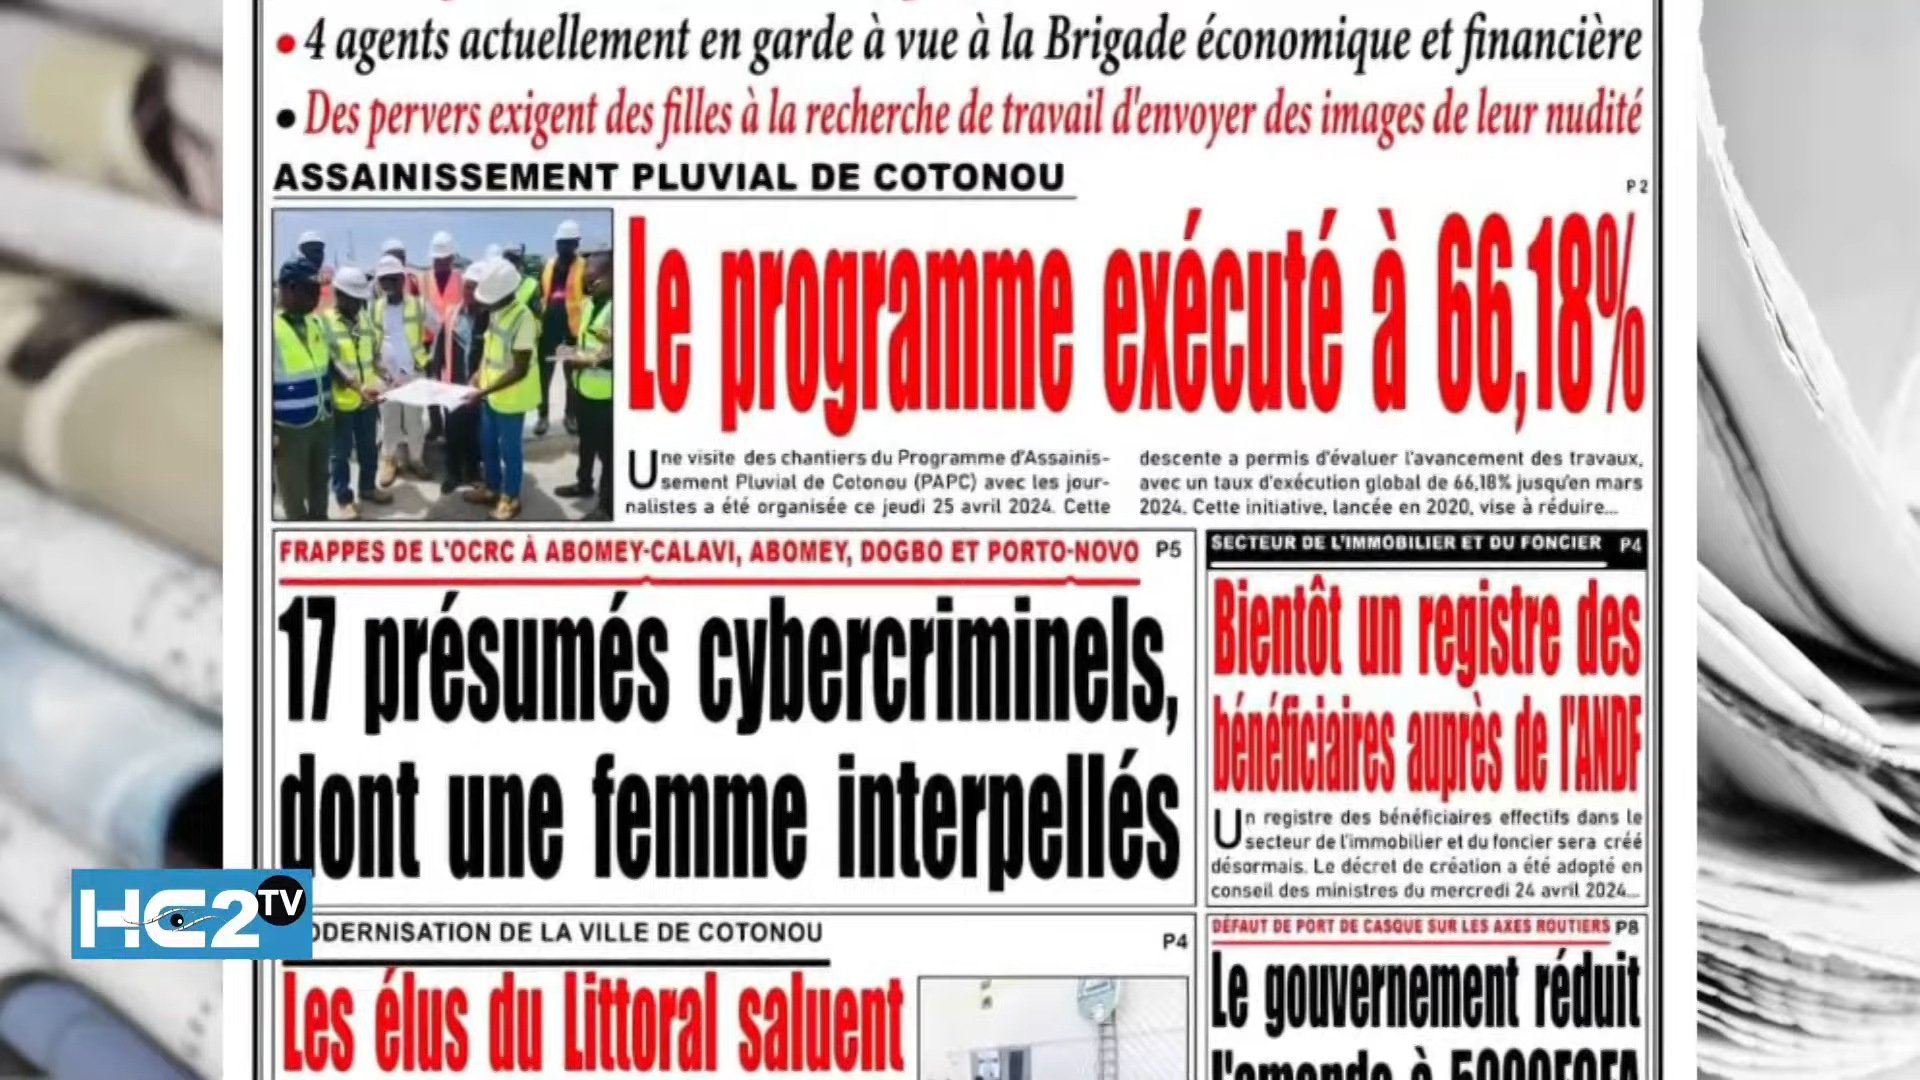 • 4 agents actuellement en garde à vue à la Brigade économique et financière
• Des pervers exigent des filles à la recherche de travail d'envoyer des images de leur nudité
ASSAINISSEMENT PLUVIAL DE COTONOU
P 2
Le programme exécuté à 66,18%
Une visite des chantiers du Programme d'Assainis-
sement Pluvial de Cotonou (PAPC) avec les jour-
nalistes a été organisée ce jeudi 25 avril 2024. Cette
descente a permis d'évaluer l'avancement des travaux,
avec un taux d'exécution global de 66,18% jusqu'en mars
2024. Cette initiative, lancée en 2020, vise à réduire...
FRAPPES DE L'OCRC À ABOMEY-CALAVI, ABOMEY, DOGBO ET PORTO-NOVO P5
17 présumés cybercriminels,
dont une femme interpellés
SECTEUR DE L'IMMOBILIER ET DU FONCIER P4
Bientôt un registre des
bénéficiaires auprès de l'ANDF
Un registre des bénéficiaires effectifs dans le
secteur de l'immobilier et du foncier sera créé
désormais. Le décret de création a été adopté en
conseil des ministres du mercredi 24 avril 2024...
ODERNISATION DE LA VILLE DE COTONOU
P4
Les élus du Littoral saluent
DÉFAUT DE PORT DE CASQUE SUR LES AXES ROUTIERS P8
Le gouvernement réduit
l'amende à 5000FCFA
HC2 TV